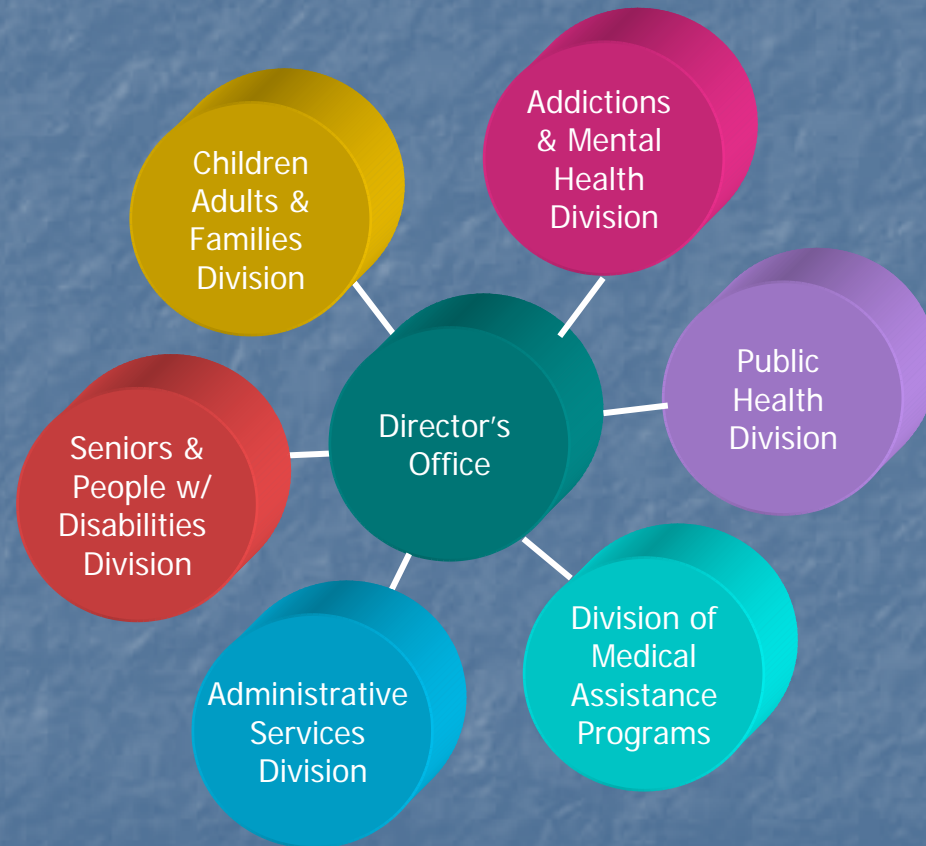 Addictions
& Mental
Health
Division
Children
Adults &
Families
Division
Public
Health
Division
Director’s
Office
Seniors &
People w/
Disabilities
Division
Division of
Medical
Assistance
Programs
Administrative
Services
Division